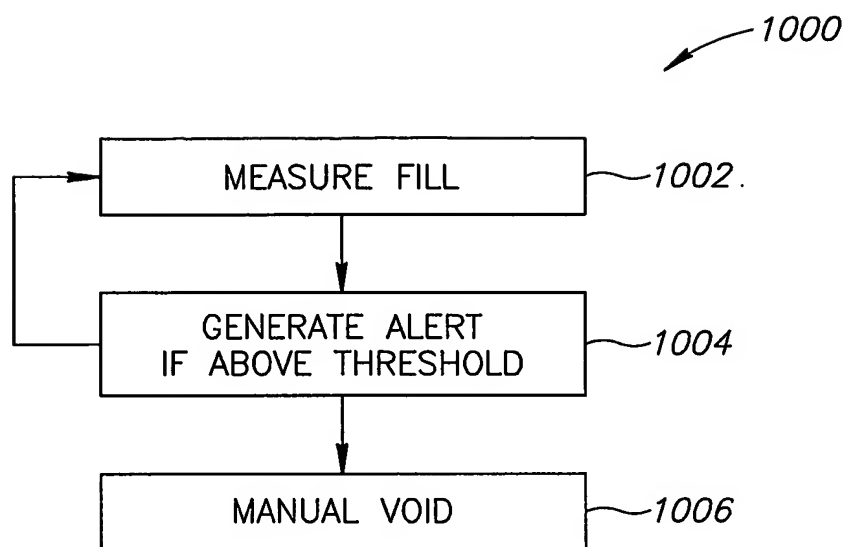 1000
MEASURE FILL
1002.
GENERATE ALERT
IF ABOVE THRESHOLD
1004
MANUAL VOID
1006